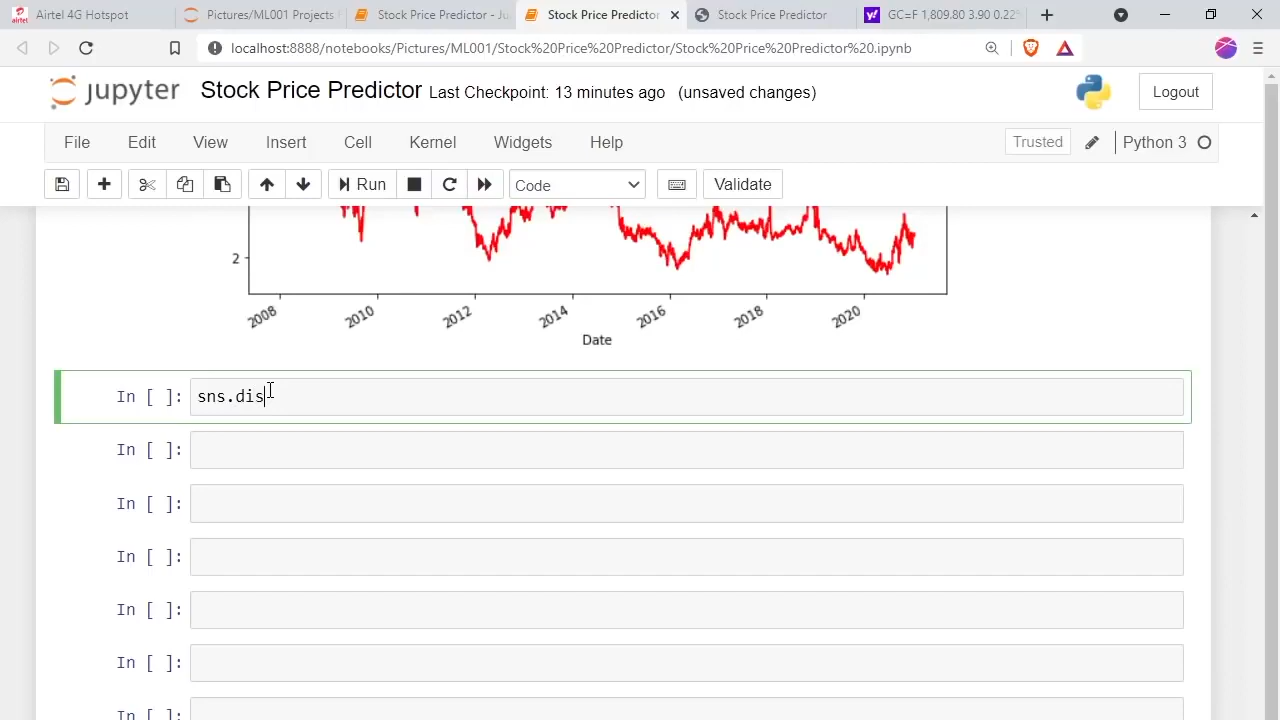 airtel
Airtel 4G Hotspot
Pictures/ML001 Projects
Stock Price Predictor - Ju
Stock Price Predictor
Stock Price Predictor
y!
GC=F 1,809.80 3.90 0.22%
localhost:8888/notebooks/Pictures/ML001/Stock%20Price%20Predictor/Stock%20Price%20Predictor%20.ipynb
jupyter Stock Price Predictor Last Checkpoint: 13 minutes ago (unsaved changes)
Logout
File Edit View Insert Cell Kernel Widgets Help
Trusted Python 3
Run Code Validate
2
2008 2010 2012 2014 2016 2018 2020
Date
In [ ]: sns.dis
In [ ]:
In [ ]:
In [ ]:
In [ ]:
In [ ]:
In [ ]: